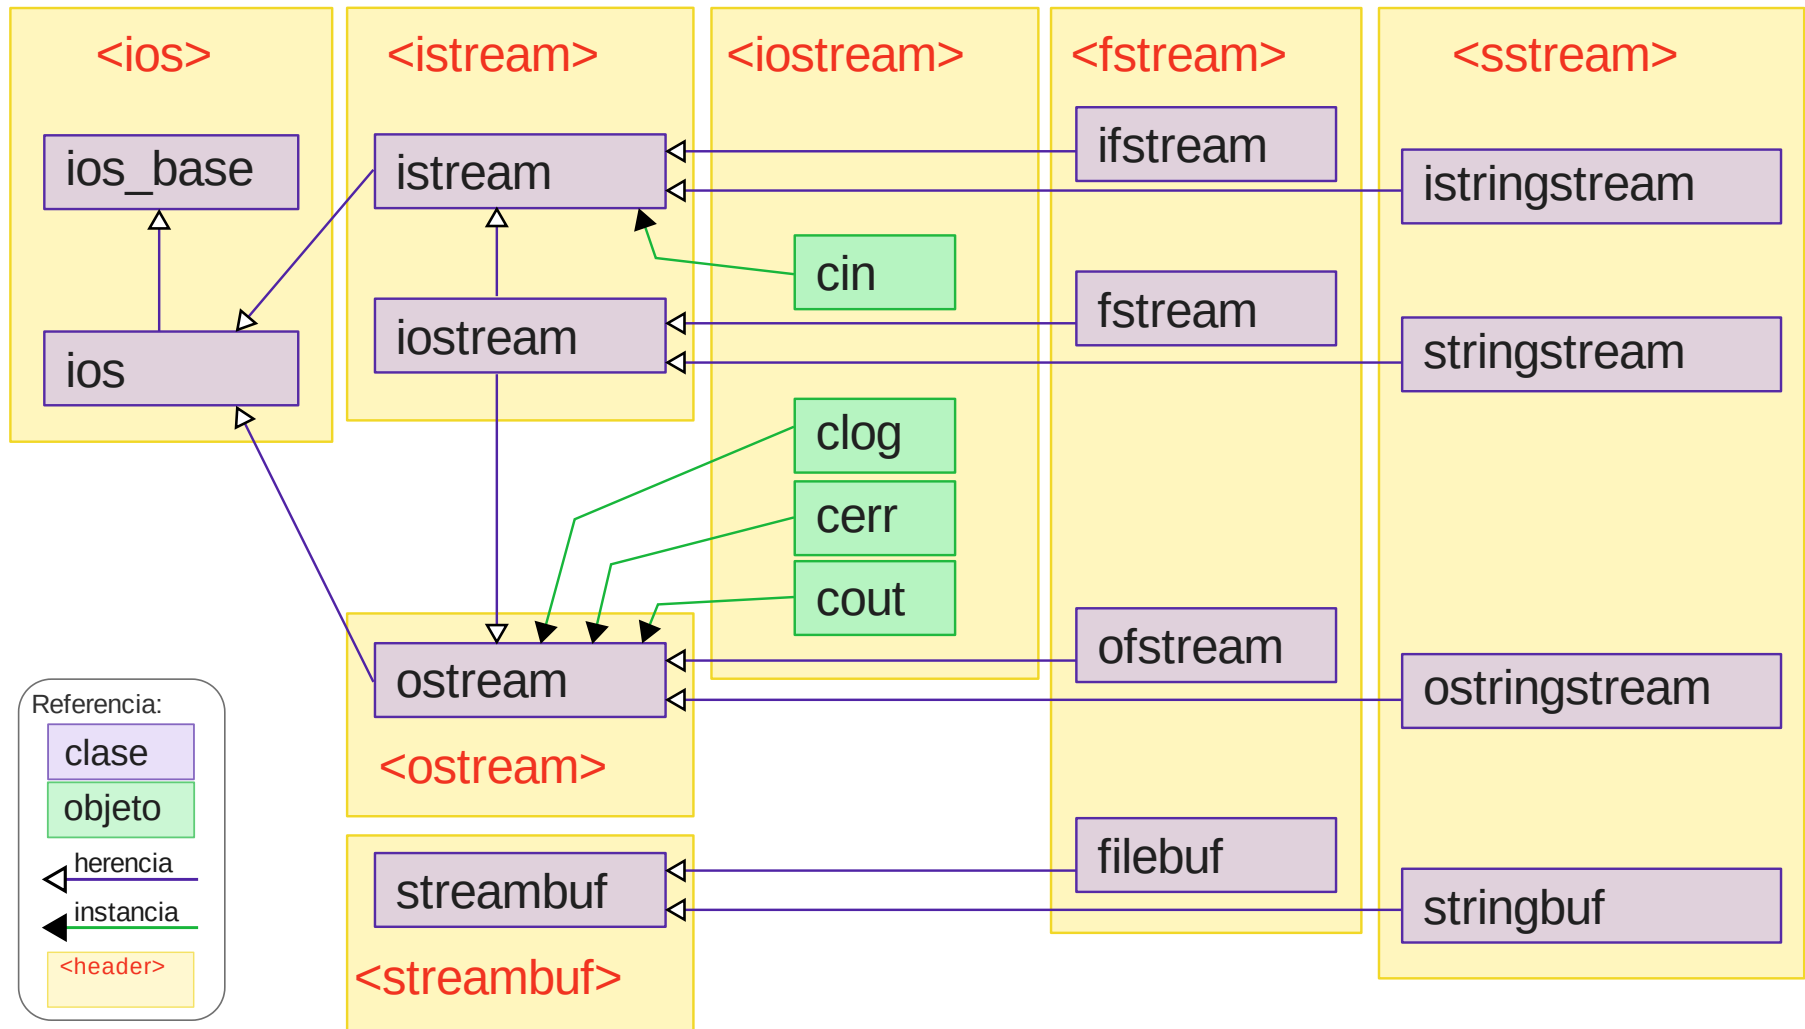 <ios>
ios_base
ios
<istream>
istream
iostream
ostream
<ostream>
streambuf
<streambuf>
<iostream>
cin
clog
cerr
cout
<fstream>
ifstream
fstream
ofstream
filebuf
<sstream>
istringstream
stringstream
ostringstream
stringbuf
Referencia:
clase
objeto
herencia
instancia
<header>